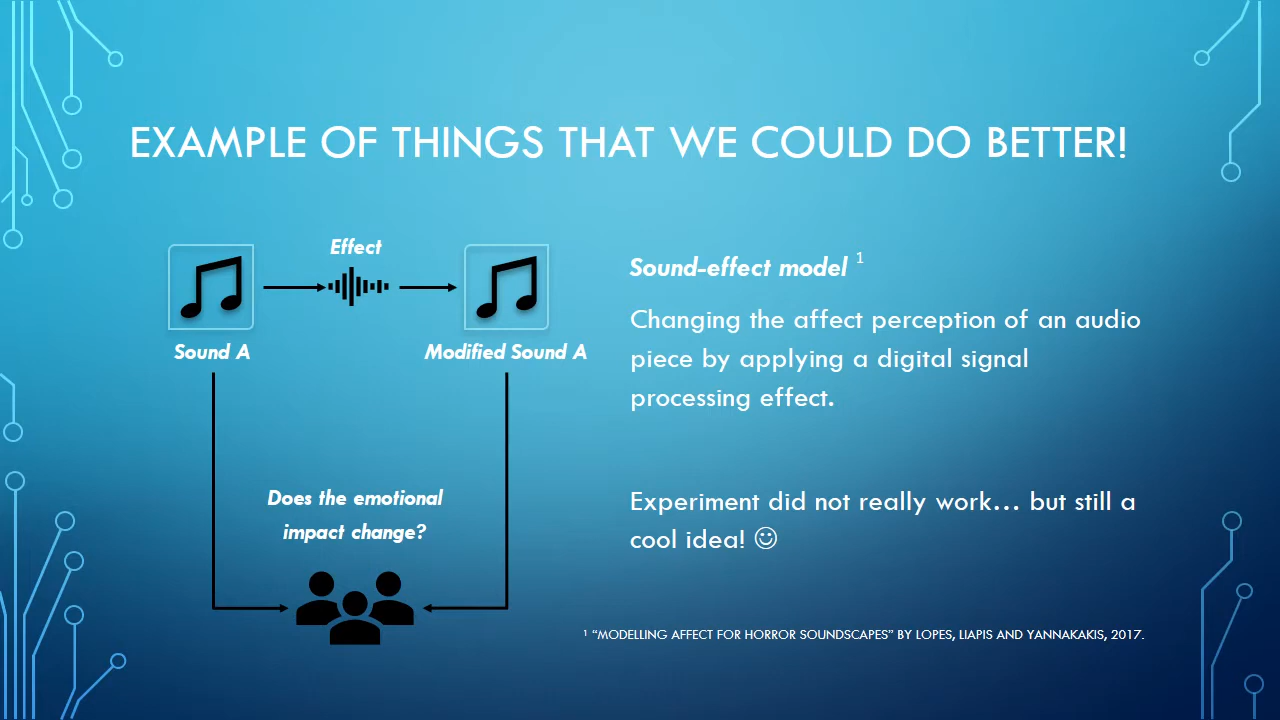 EXAMPLE OF THINGS THAT WE COULD DO BETTER!
Effect
Sound A
Modified Sound A
Does the emotional
impact change?
Sound-effect model ¹
Changing the affect perception of an audio
piece by applying a digital signal
processing effect.
Experiment did not really work… but still a
cool idea! ☺
¹ “MODELLING AFFECT FOR HORROR SOUNDSCAPES” BY LOPES, LIAPIS AND YANNAKAKIS, 2017.